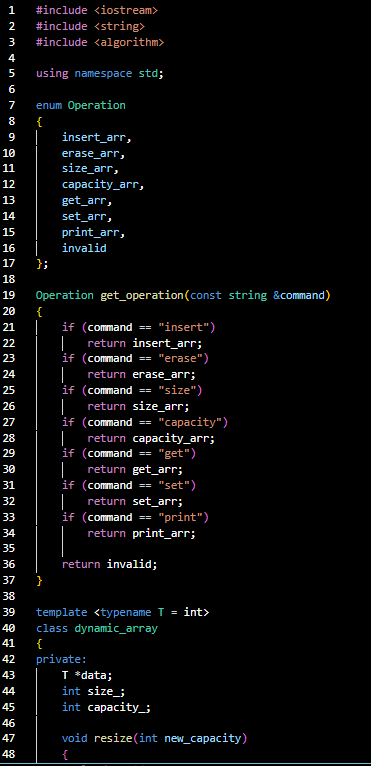 1 #include <iostream>
2 #include <string>
3 #include <algorithm>
4
5 using namespace std;
6
7 enum Operation
8 {
9     insert_arr,
10     erase_arr,
11     size_arr,
12     capacity_arr,
13     get_arr,
14     set_arr,
15     print_arr,
16     invalid
17 };
18
19 Operation get_operation(const string &command)
20 {
21     if (command == "insert")
22         return insert_arr;
23     if (command == "erase")
24         return erase_arr;
25     if (command == "size")
26         return size_arr;
27     if (command == "capacity")
28         return capacity_arr;
29     if (command == "get")
30         return get_arr;
31     if (command == "set")
32         return set_arr;
33     if (command == "print")
34         return print_arr;
35
36     return invalid;
37 }
38
39 template <typename T = int>
40 class dynamic_array
41 {
42 private:
43     T *data;
44     int size_;
45     int capacity_;
46
47     void resize(int new_capacity)
48     {